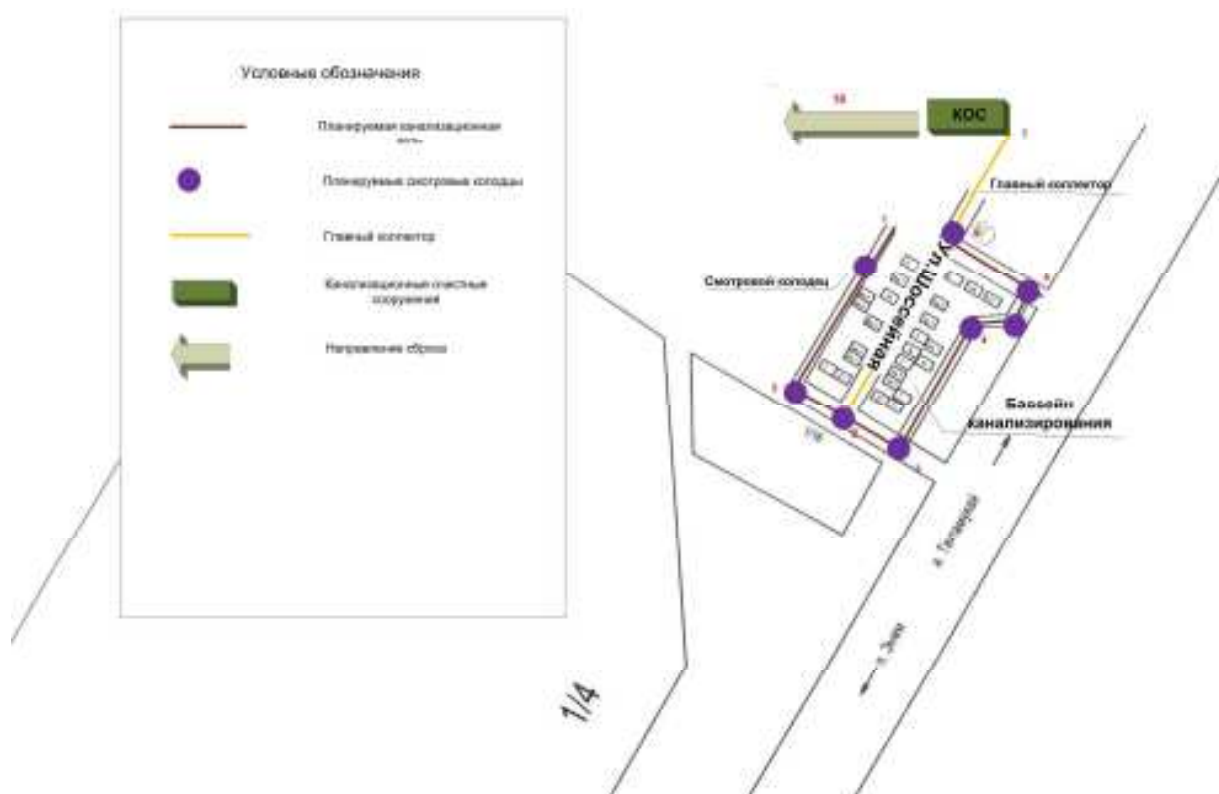 Условные обозначения
Планируемая канализационная
Планируемые смотровые колодцы
Главный коллектор
Канализационные очистные
сооружения
Направление сброса
КОС
Главный коллектор
Смотровой колодец
Ул.Шоссейная
Бассейн
канализирования
1/4